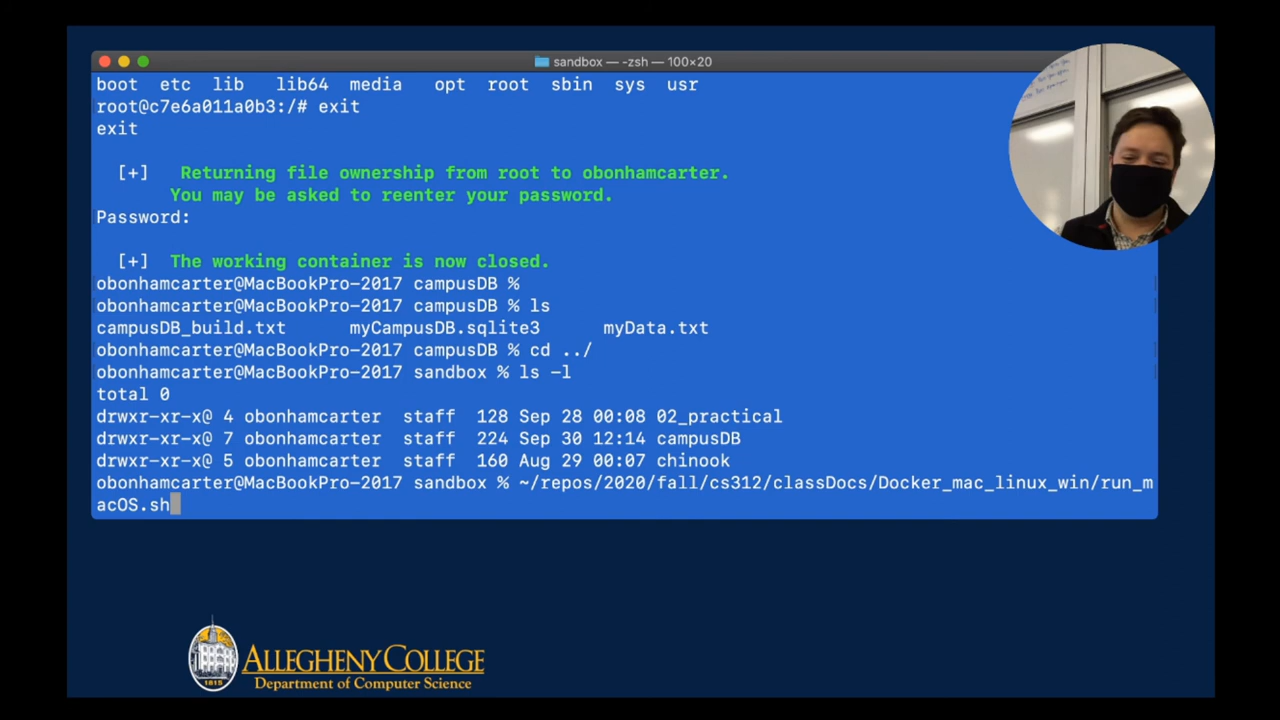 sandbox — -zsh — 100×20
boot etc lib lib64 media opt root sbin sys usr
root@c7e6a011a0b3:/# exit
exit
[+] Returning file ownership from root to obonhamcarter.
You may be asked to reenter your password.
Password:
[+] The working container is now closed.
obonhamcarter@MacBookPro-2017 campusDB %
obonhamcarter@MacBookPro-2017 campusDB % ls
campusDB_build.txt myCampusDB.sqlite3 myData.txt
obonhamcarter@MacBookPro-2017 campusDB % cd ../
obonhamcarter@MacBookPro-2017 sandbox % ls -l
total 0
drwxr-xr-x@ 4 obonhamcarter staff 128 Sep 28 00:08 02_practical
drwxr-xr-x@ 7 obonhamcarter staff 224 Sep 30 12:14 campusDB
drwxr-xr-x@ 5 obonhamcarter staff 160 Aug 29 00:07 chinook
obonhamcarter@MacBookPro-2017 sandbox % ~/repos/2020/fall/cs312/classDocs/Docker_mac_linux_win/run_m
acOS.sh
1815
ALLEGHENY COLLEGE
Department of Computer Science